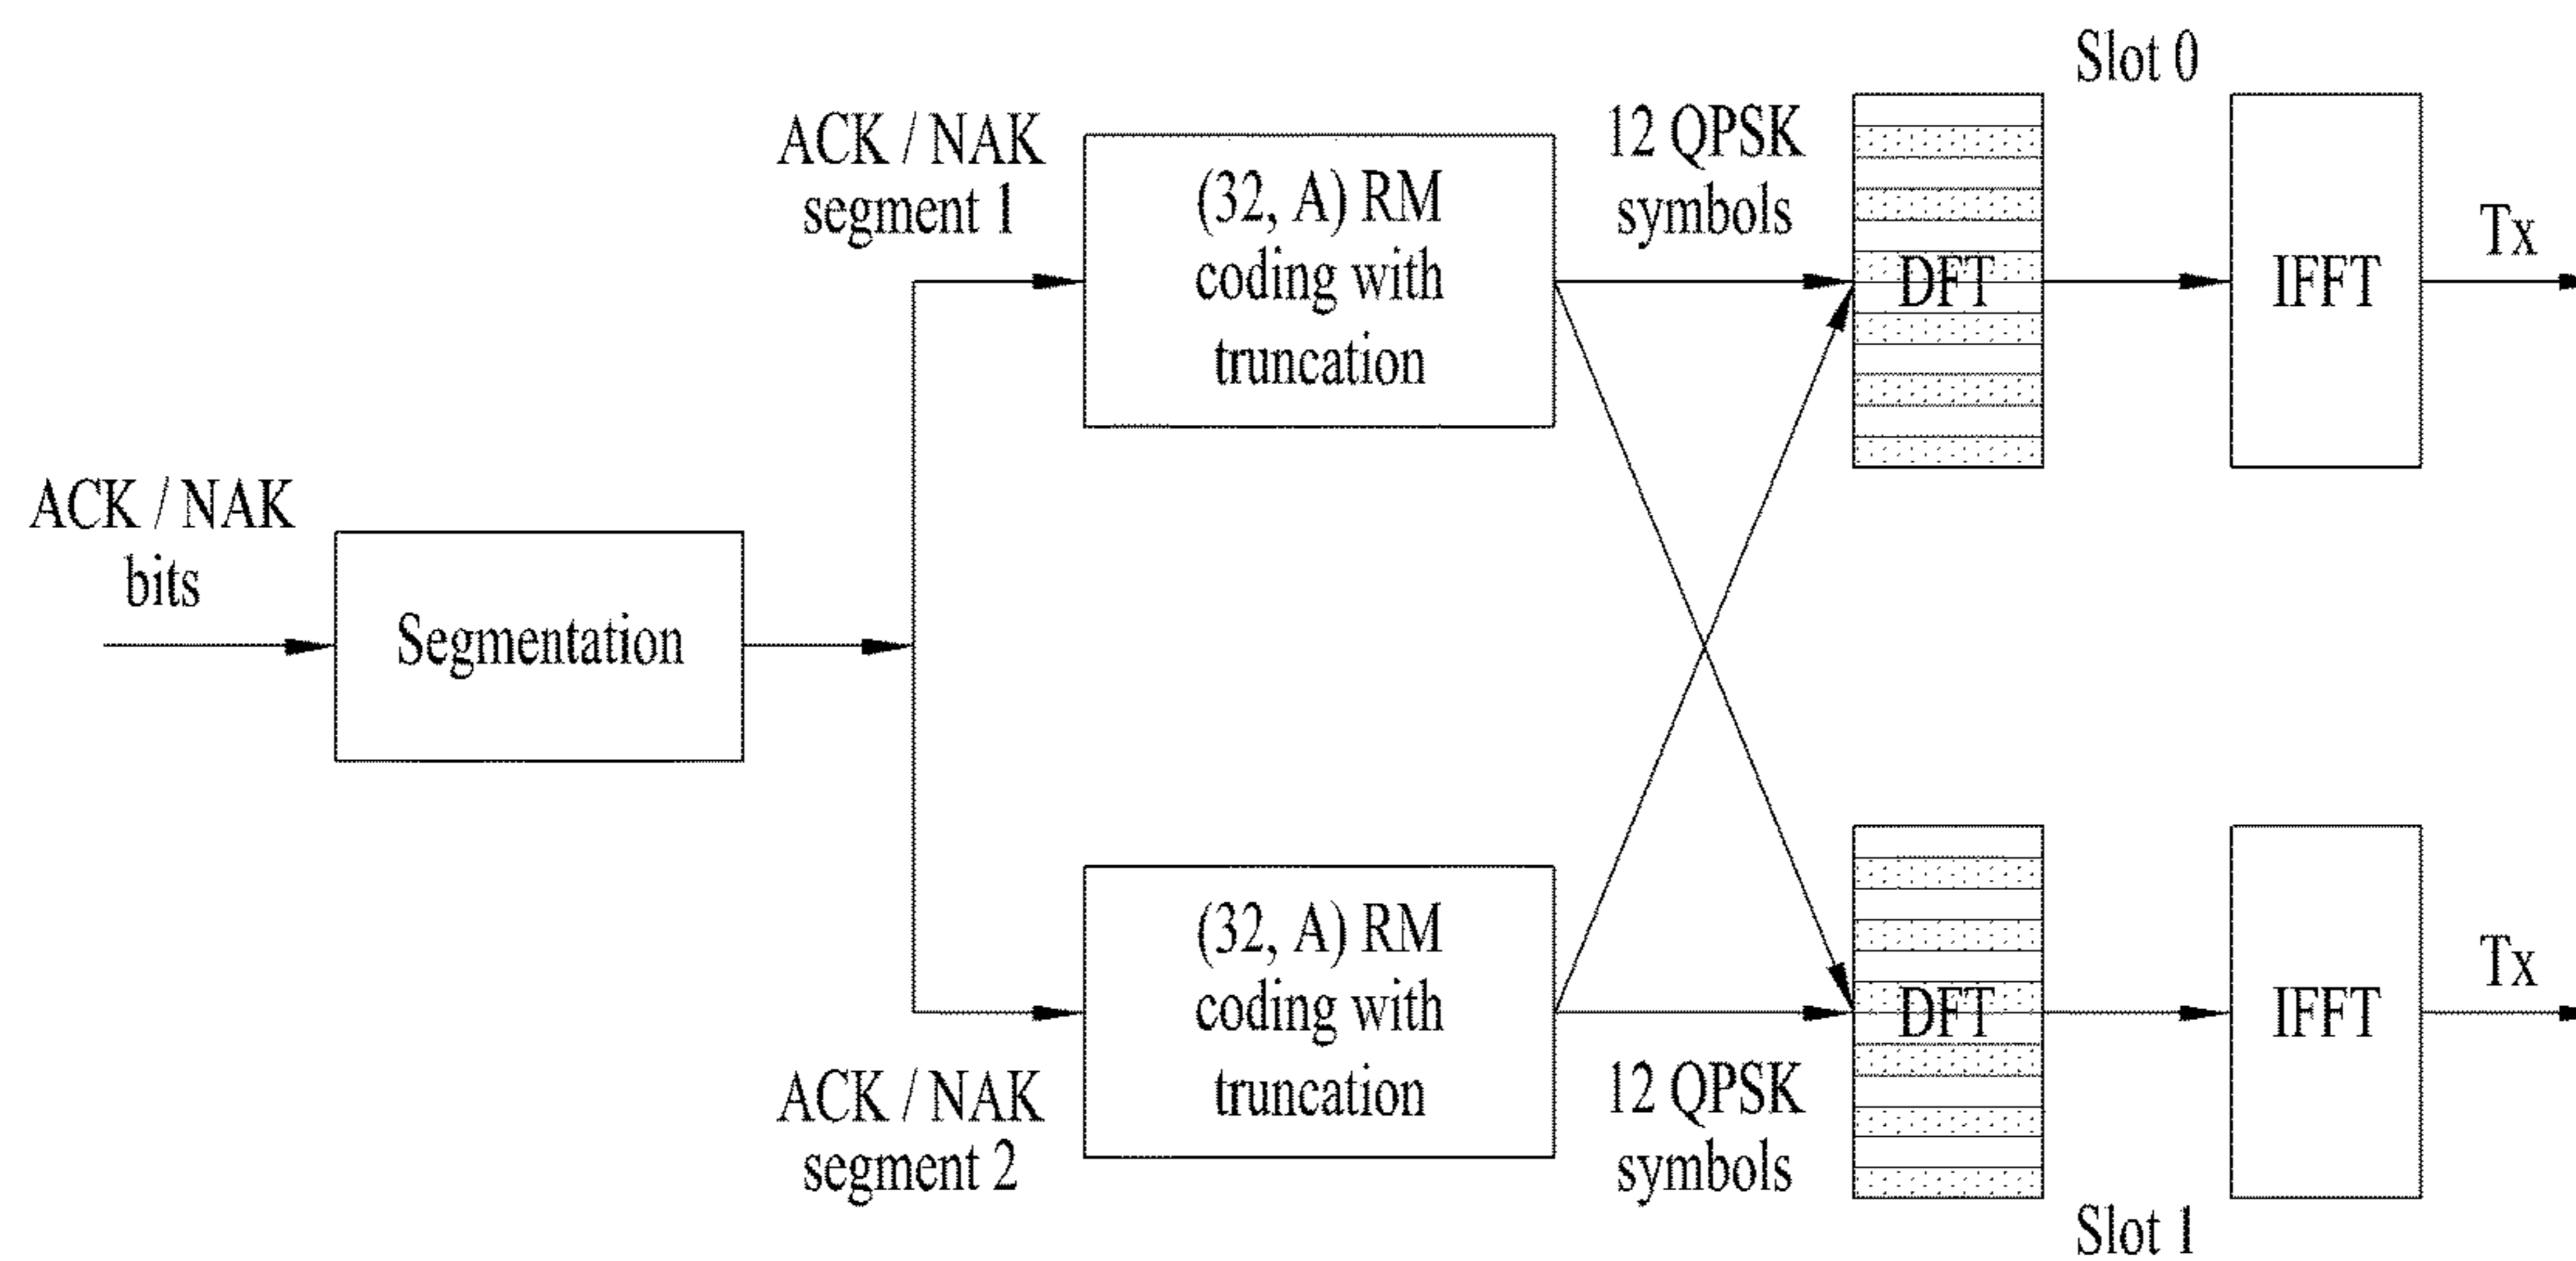 Slot 0
ACK / NAK
segment 1
(32, A) RM
coding with
truncation
12 QPSK
symbols
DFT
IFFT
Tx
ACK / NAK
bits
Segmentation
(32, A) RM
coding with
truncation
ACK / NAK
segment 2
12 QPSK
symbols
DFT
IFFT
Tx
Slot 1